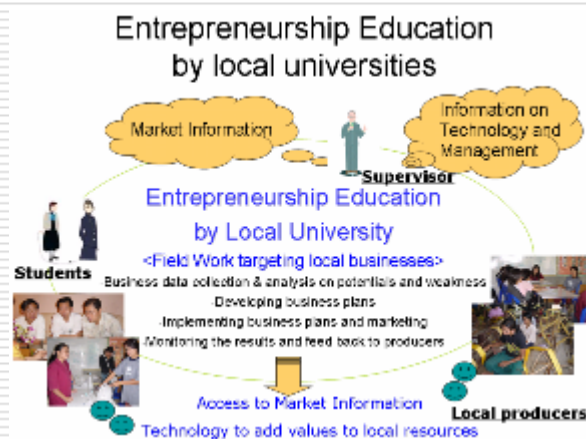 Entrepreneurship Education
by local universities
Market Information
Information on
Technology and
Management
Supervisor
Entrepreneurship Education
by Local University
<Field Work targeting local businesses>
Students
-Business data collection & analysis on potentials and weakness
-Developing business plans
-Implementing business plans and marketing
-Monitoring the results and feed back to producers
Access to Market Information
Local producers
Technology to add values to local resources